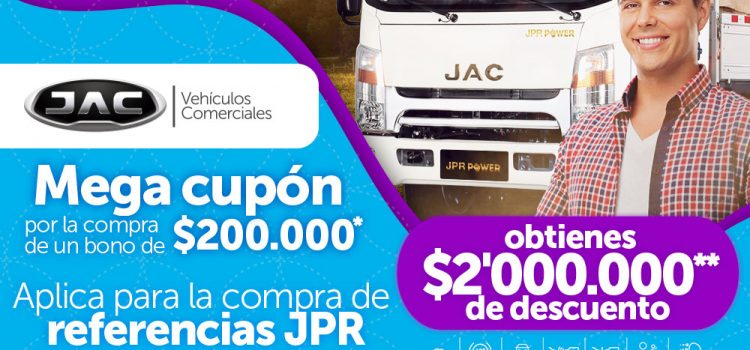 JPR POWER
JAC
JPR POWER
JAC
Vehículos
Comerciales
Mega cupón
por la compra
de un bono de $200.000*
Aplica para la compra de
referencias JPR
obtienes
$2'000.000**
de descuento